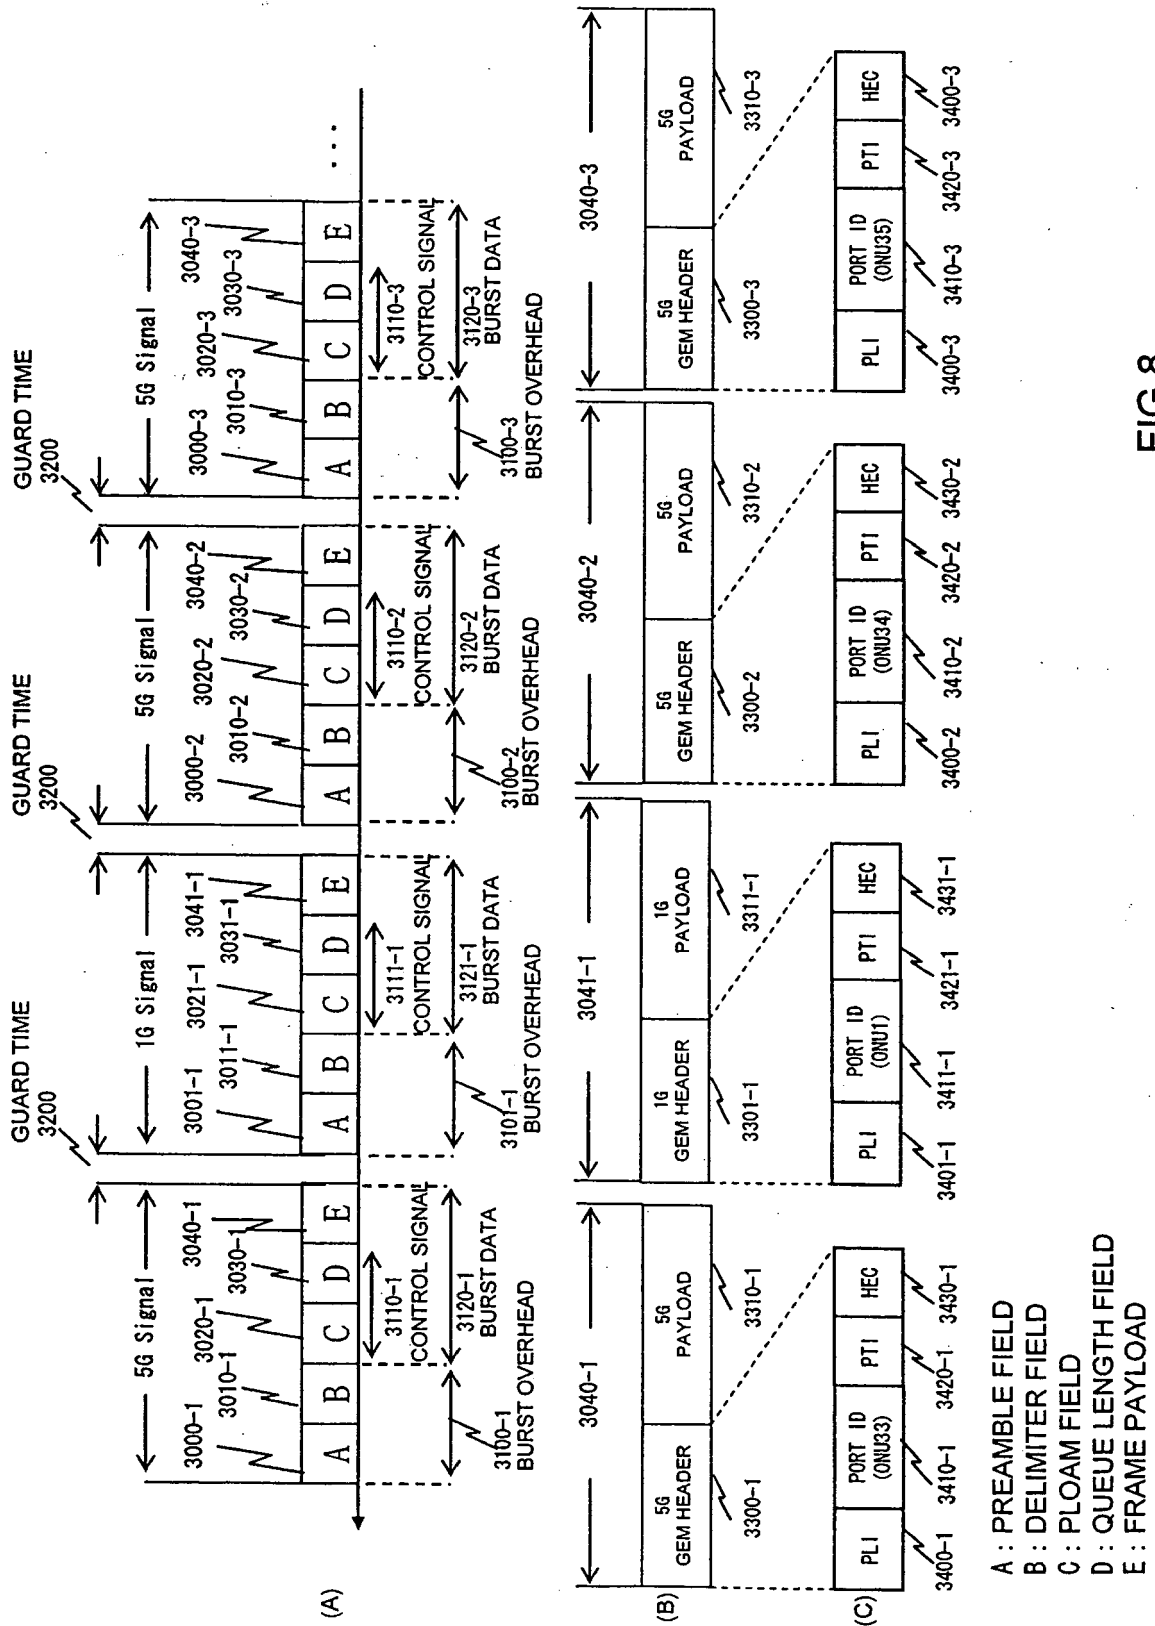 GUARD TIME
3200
GUARD TIME
3200
GUARD TIME
3200
5G Signal
1G Signal
5G Signal
5G Signal
3000-1
3010-1
3020-1
3030-1
3040-1
3001-1
3011-1
3021-1
3031-1
3041-1
3000-2
3010-2
3020-2
3030-2
3040-2
3000-3
3010-3
3020-3
3030-3
3040-3
(A)
A B C D E A B C D E A B C D E A B C D E ...
3110-1
CONTROL SIGNAL
3111-1
CONTROL SIGNAL
3110-2
CONTROL SIGNAL
3110-3
CONTROL SIGNAL
3120-1
BURST DATA
3121-1
BURST DATA
3120-2
BURST DATA
3120-3
BURST DATA
3100-1
BURST OVERHEAD
3101-1
BURST OVERHEAD
3100-2
BURST OVERHEAD
3100-3
BURST OVERHEAD
3040-1
3041-1
3040-2
3040-3
(B)
5G
GEM HEADER
5G
PAYLOAD
1G
GEM HEADER
1G
PAYLOAD
5G
GEM HEADER
5G
PAYLOAD
5G
GEM HEADER
5G
PAYLOAD
3300-1
3310-1
3301-1
3311-1
3300-2
3310-2
3300-3
3310-3
(C)
PLI
PORT ID
(ONU33)
PTI
HEC
PLI
PORT ID
(ONU1)
PTI
HEC
PLI
PORT ID
(ONU34)
PTI
HEC
PLI
PORT ID
(ONU35)
PTI
HEC
3400-1
3410-1
3420-1
3430-1
3401-1
3411-1
3421-1
3431-1
3400-2
3410-2
3420-2
3430-2
3400-3
3410-3
3420-3
3400-3
A : PREAMBLE FIELD
B : DELIMITER FIELD
C : PLOAM FIELD
D : QUEUE LENGTH FIELD
E : FRAME PAYLOAD
FIG.8